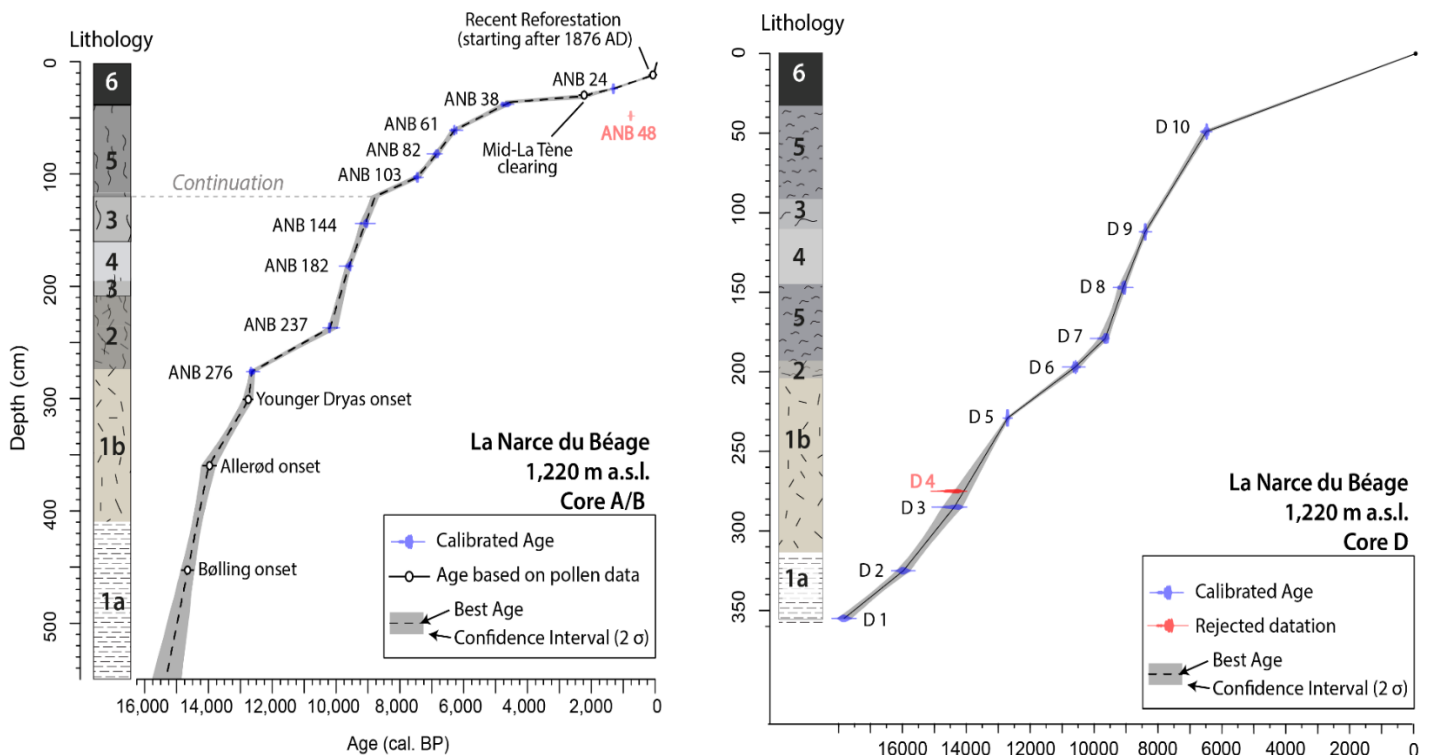 Recent Reforestation
(starting after 1876 AD)
Lithology
0
100
200
300
400
500
Depth (cm)
6
5
3
4
3
2
1b
1a
ANB 24
ANB 38
ANB 48
ANB 61
Mid-La Tène
clearing
ANB 82
ANB 103
Continuation
ANB 144
ANB 182
ANB 237
ANB 276
Younger Dryas onset
Allerød onset
Bølling onset
La Narce du Béage
1,220 m a.s.l.
Core A/B
Calibrated Age
Age based on pollen data
Best Age
Confidence Interval (2 σ)
16,000 14,000 12,000 10,000 8,000 6,000 4,000 2,000 0
Age (cal. BP)
Lithology
0
50
100
150
200
250
300
350
6
5
3
4
5
2
1b
1a
D 10
D 9
D 8
D 7
D 6
D 5
D 4
D 3
D 2
D 1
La Narce du Béage
1,220 m a.s.l.
Core D
Calibrated Age
Rejected datation
Best Age
Confidence Interval (2 σ)
16000 14000 12000 10000 8000 6000 4000 2000 0